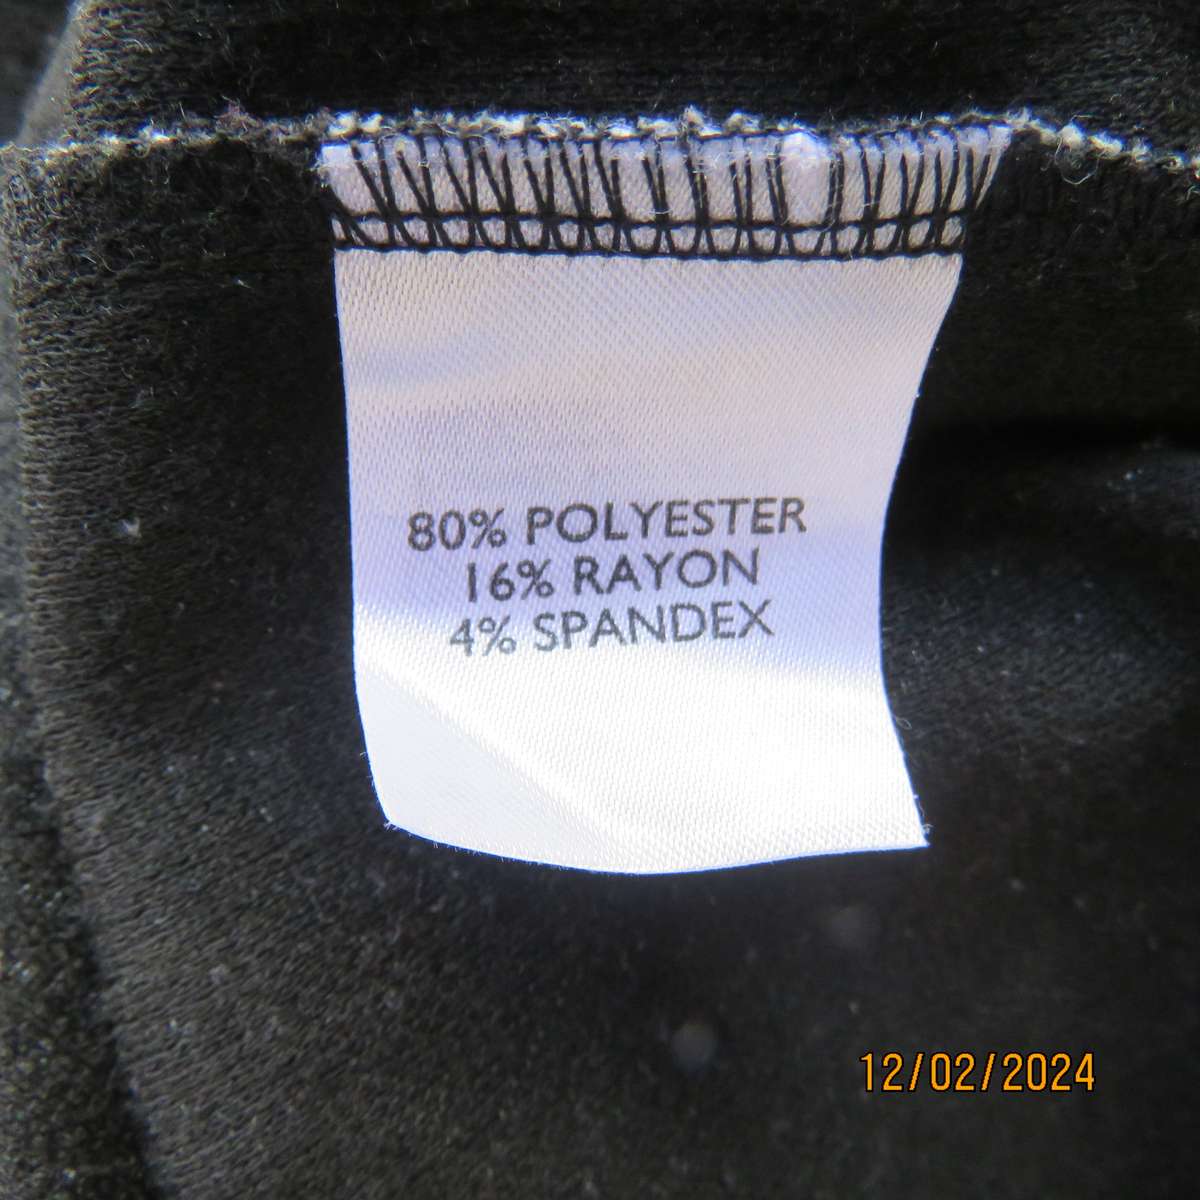 80% POLYESTER
16% RAYON
4% SPANDEX
12/02/2024